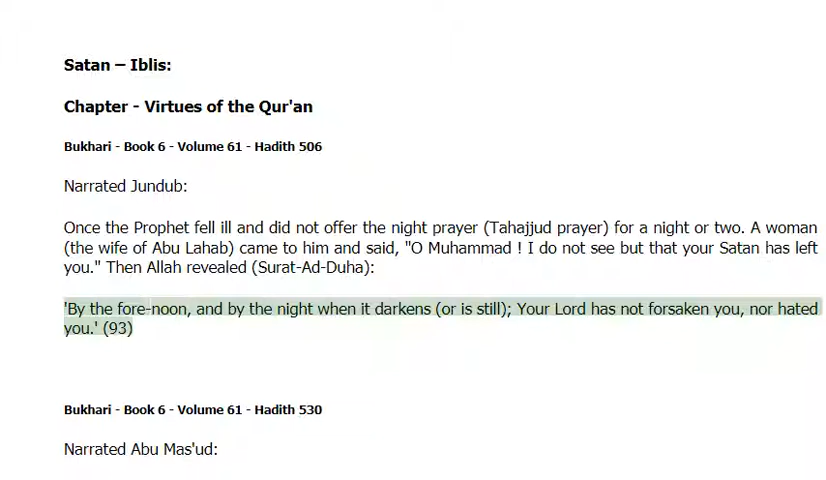 Satan – Iblis:
Chapter - Virtues of the Qur'an
Bukhari - Book 6 - Volume 61 - Hadith 506
Narrated Jundub:
Once the Prophet fell ill and did not offer the night prayer (Tahajjud prayer) for a night or two. A woman
(the wife of Abu Lahab) came to him and said, "O Muhammad ! I do not see but that your Satan has left
you." Then Allah revealed (Surat-Ad-Duha):
'By the fore-noon, and by the night when it darkens (or is still); Your Lord has not forsaken you, nor hated
you.' (93)
Bukhari - Book 6 - Volume 61 - Hadith 530
Narrated Abu Mas'ud: